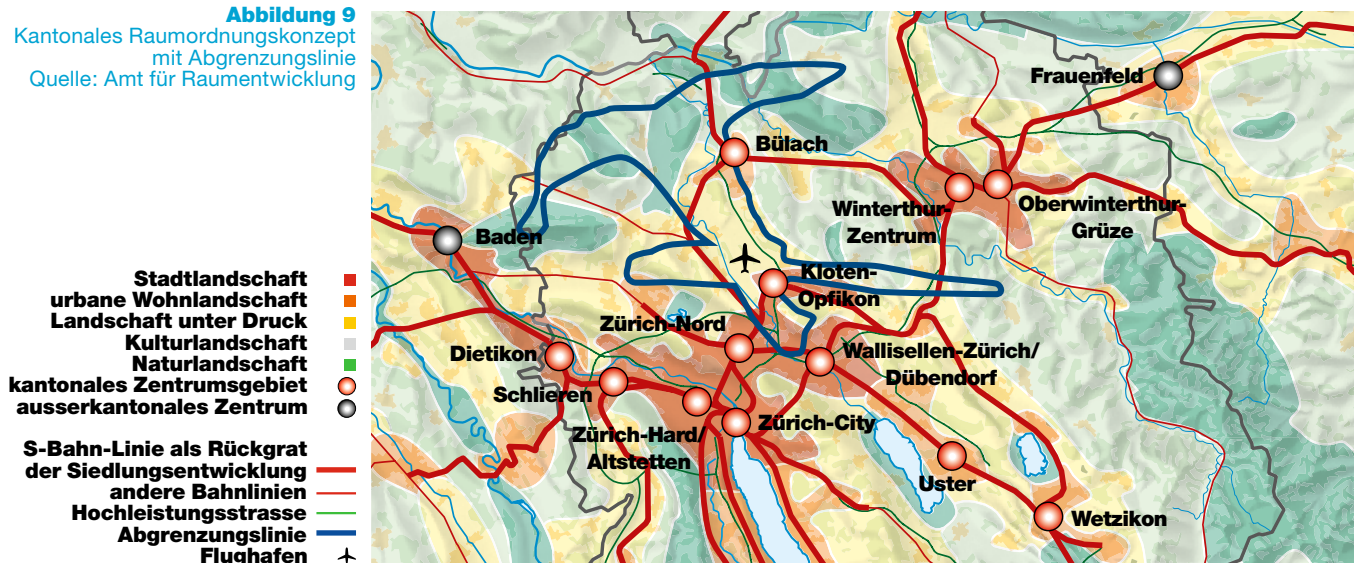 Abbildung 9
Kantonales Raumordnungskonzept
mit Abgrenzungslinie
Quelle: Amt für Raumentwicklung
Stadtlandschaft
urbane Wohnlandschaft
Landschaft unter Druck
Kulturlandschaft
Naturlandschaft
kantonales Zentrumsgebiet
ausserkantonales Zentrum
S-Bahn-Linie als Rückgrat
der Siedlungsentwicklung
andere Bahnlinien
Hochleistungsstrasse
Abgrenzungslinie
Flughafen
Frauenfeld
Bülach
Winterthur-
Zentrum
Oberwinterthur-
Grüze
Baden
Kloten-
Opfikon
Zürich-Nord
Dietikon
Wallisellen-Zürich/
Dübendorf
Schlieren
Zürich-Hard/
Altstetten
Zürich-City
Uster
Wetzikon